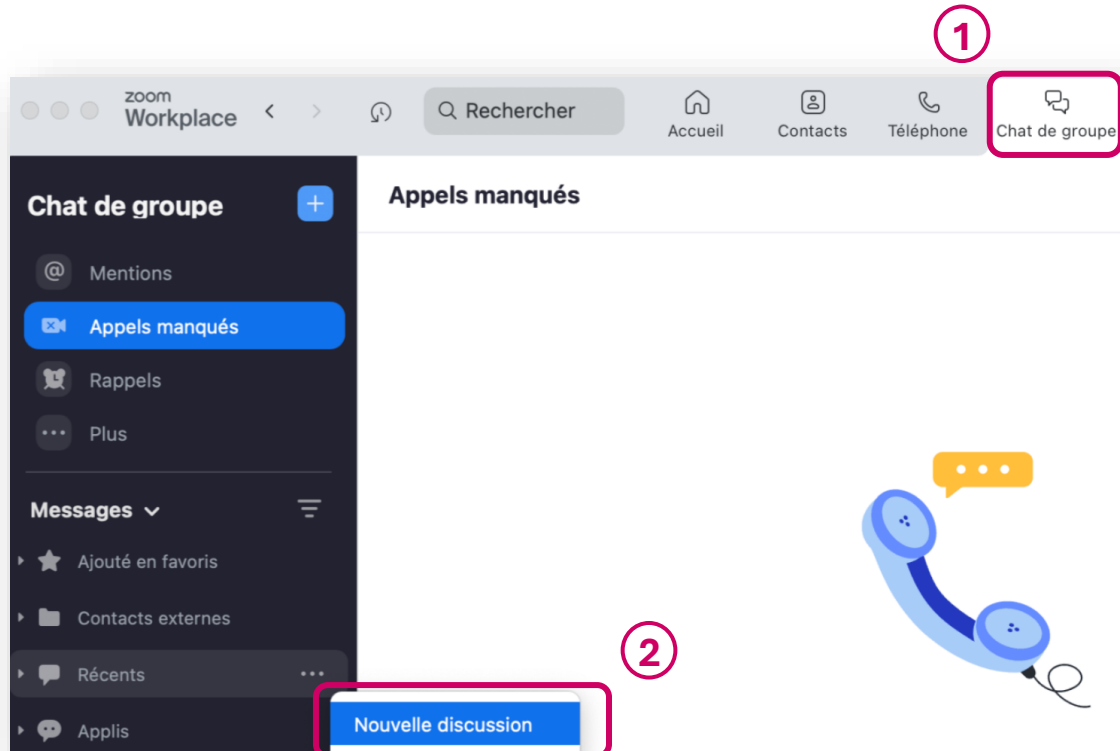 1
zoom
Workplace
Rechercher
Accueil
Contacts
Téléphone
Chat de groupe
Chat de groupe
Appels manqués
@ Mentions
Appels manqués
Rappels
Plus
Messages
Ajouté en favoris
Contacts externes
2
Récents
Nouvelle discussion
Applis